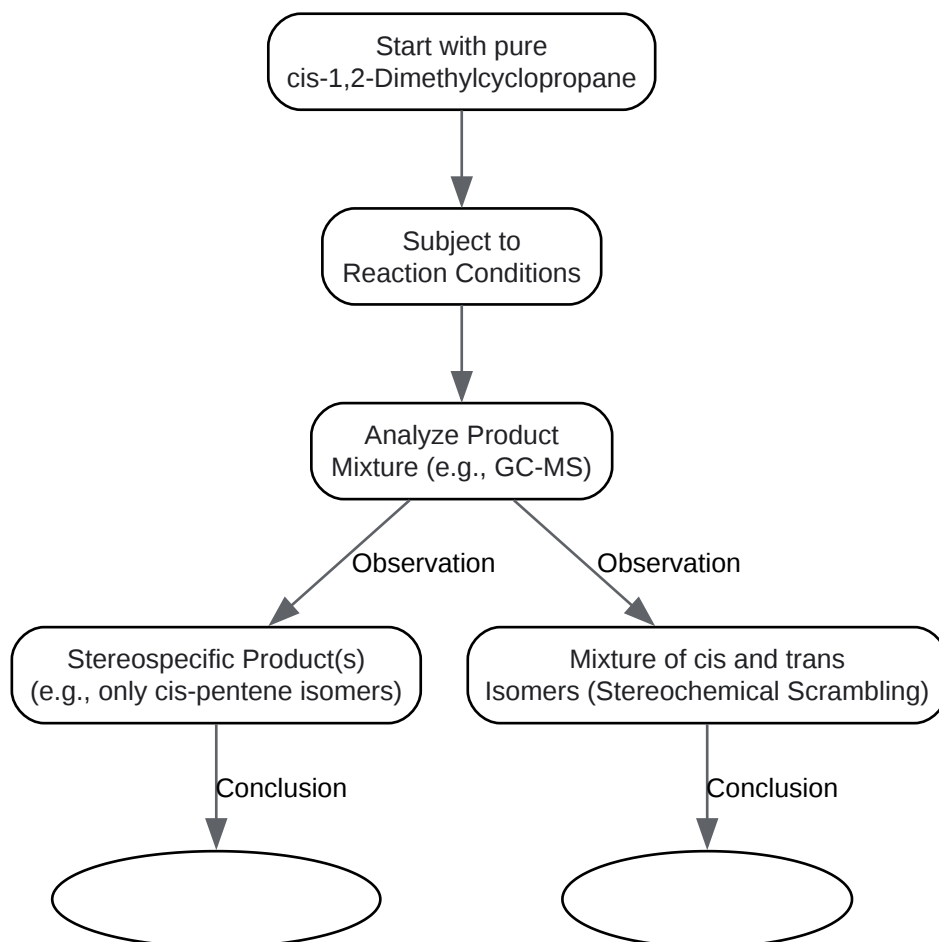 Start with pure
cis-1,2-Dimethylcyclopropane
Subject to
Reaction Conditions
Analyze Product
Mixture (e.g., GC-MS)
Observation
Observation
Stereospecific Product(s)
(e.g., only cis-pentene isomers)
Mixture of cis and trans
Isomers (Stereochemical Scrambling)
Conclusion
Conclusion